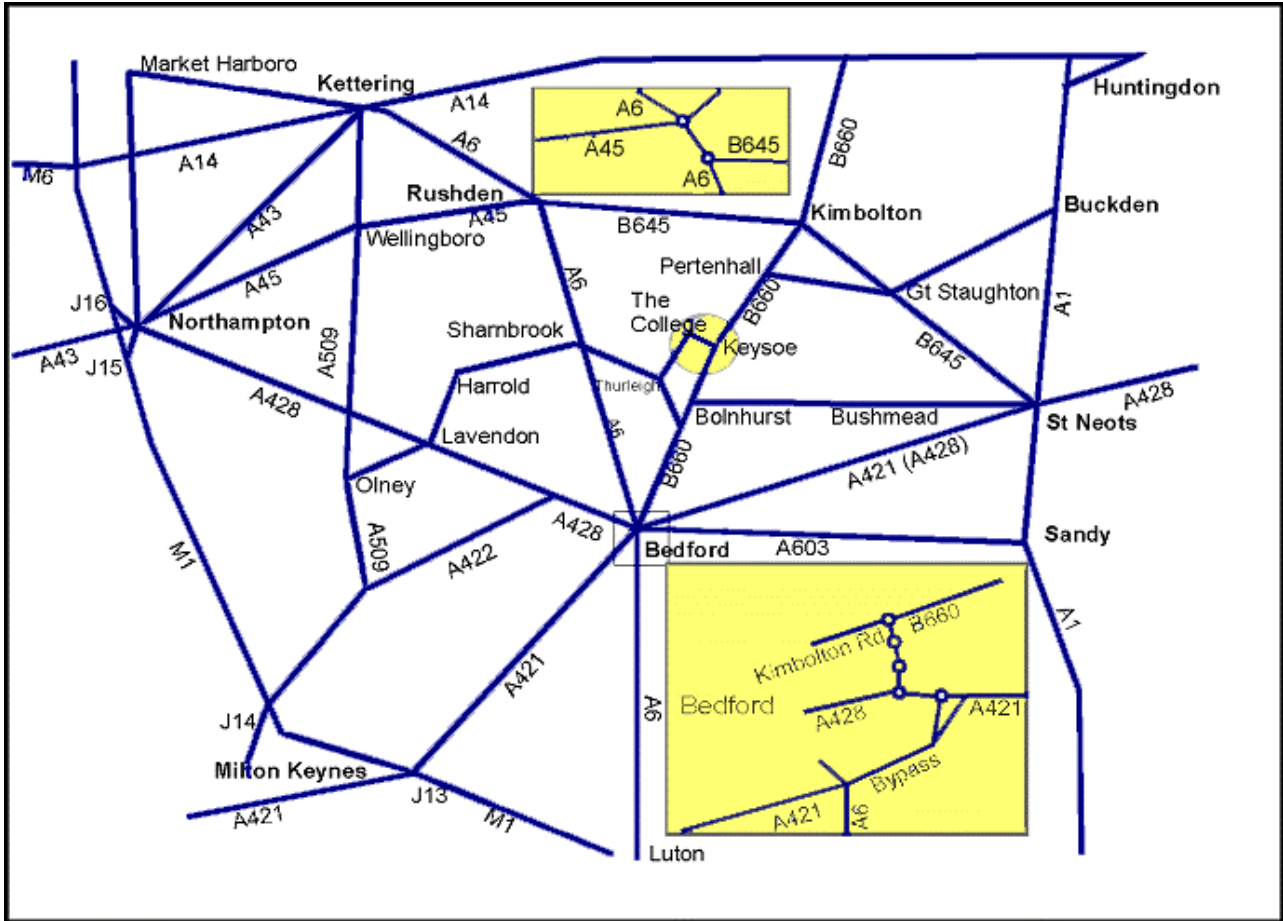 Market Harboro
Kettering
A14
Huntingdon
A6
A45
B645
A6
B660
A6
A14
M6
Rushden
A45
B645
Kimbolton
Buckden
A43
Wellingboro
A45
Pertenhall
Gt Staughton
A6
B660
A1
J16
Northampton
The
College
Sharnbrook
Keysoe
A43
J15
A509
B645
Thurleigh
Harrold
A428
A428
Bolnhurst
Bushmead
St Neots
Lavendon
A6
B660
A421 (A428)
Olney
A428
Sandy
Bedford
A603
M1
A509
A422
A1
Kimbolton Rd
B660
A421
A6
Bedford
A428
A421
J14
Bypass
Milton Keynes
J13
A421
M1
A421
A6
Luton